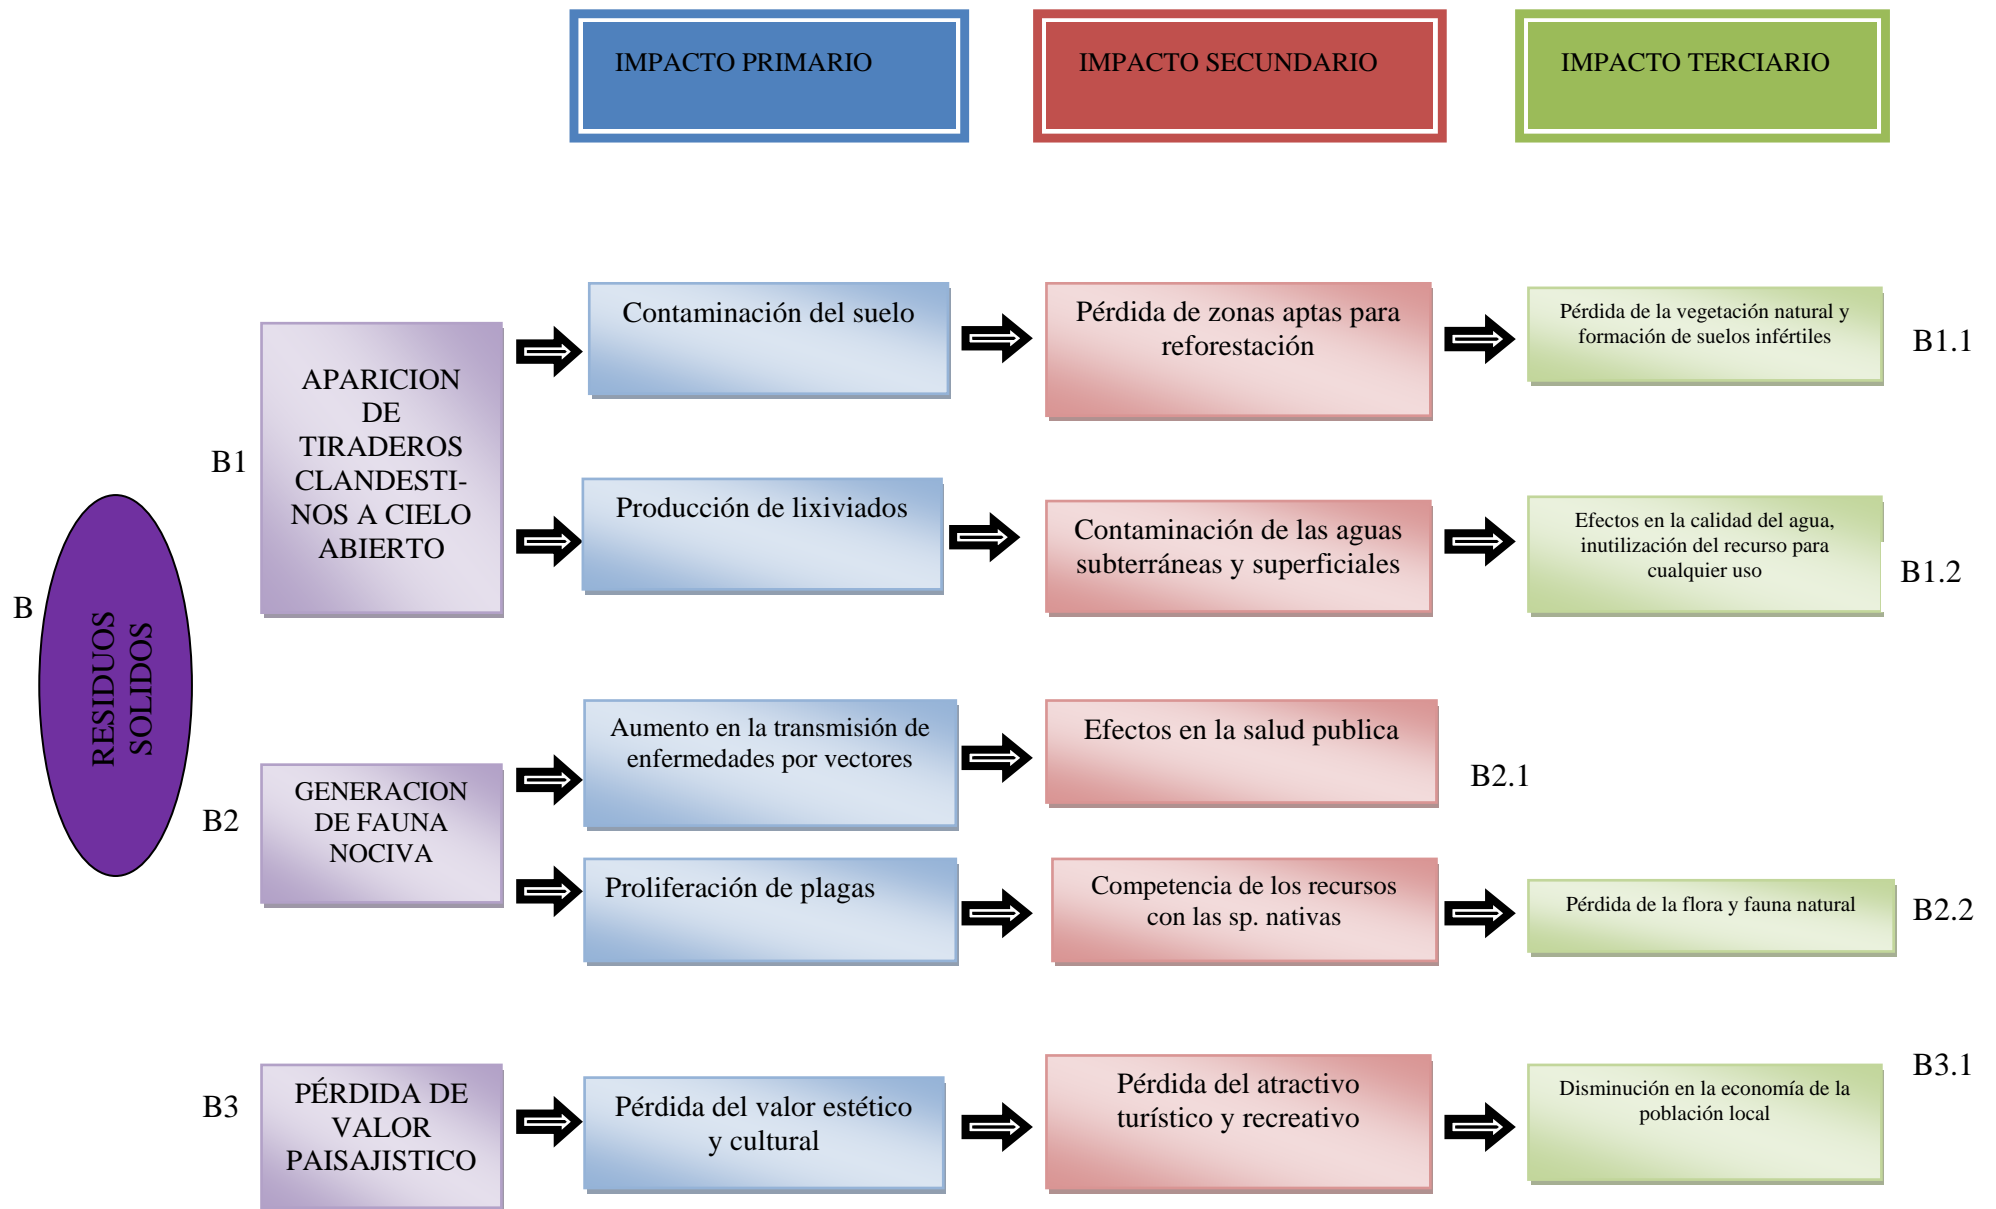 IMPACTO PRIMARIO
IMPACTO SECUNDARIO
IMPACTO TERCIARIO
B
RESIDUOS
SOLIDOS
B1
APARICION
DE
TIRADEROS
CLANDESTI-
NOS A CIELO
ABIERTO
Contaminación del suelo
Pérdida de zonas aptas para
reforestación
Pérdida de la vegetación natural y
formación de suelos infértiles
B1.1
Producción de lixiviados
Contaminación de las aguas
subterráneas y superficiales
Efectos en la calidad del agua,
inutilización del recurso para
cualquier uso
B1.2
B2
GENERACION
DE FAUNA
NOCIVA
Aumento en la transmisión de
enfermedades por vectores
Efectos en la salud publica
B2.1
Proliferación de plagas
Competencia de los recursos
con las sp. nativas
Pérdida de la flora y fauna natural
B2.2
B3
PÉRDIDA DE
VALOR
PAISAJISTICO
Pérdida del valor estético
y cultural
Pérdida del atractivo
turístico y recreativo
Disminución en la economía de la
población local
B3.1